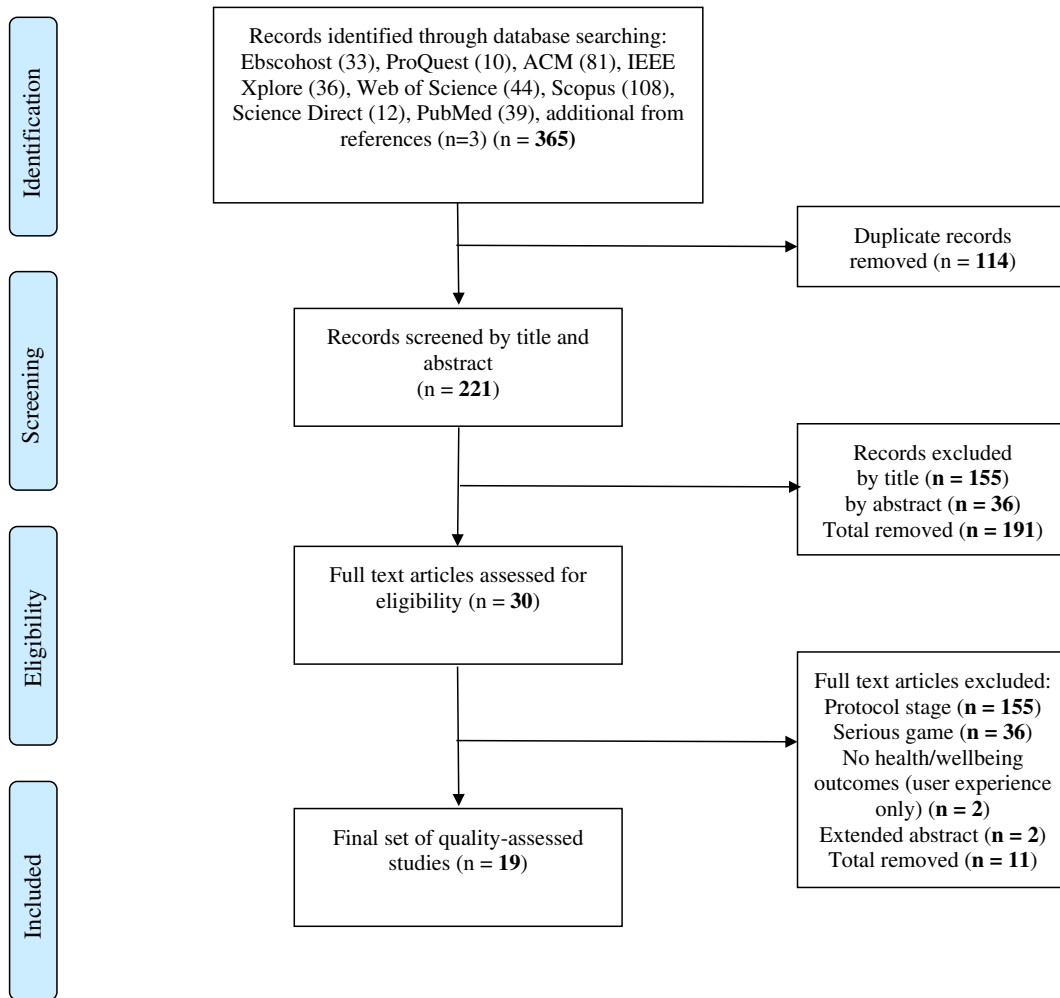 Identification
Records identified through database searching:
Ebscohost (33), ProQuest (10), ACM (81), IEEE
Xplore (36), Web of Science (44), Scopus (108),
Science Direct (12), PubMed (39), additional from
references (n=3) (n = 365)
Duplicate records
removed (n = 114)
Screening
Records screened by title and
abstract
(n = 221)
Records excluded
by title (n = 155)
by abstract (n = 36)
Total removed (n = 191)
Eligibility
Full text articles assessed for
eligibility (n = 30)
Full text articles excluded:
Protocol stage (n = 155)
Serious game (n = 36)
No health/wellbeing
outcomes (user experience
only) (n = 2)
Extended abstract (n = 2)
Total removed (n = 11)
Included
Final set of quality-assessed
studies (n = 19)